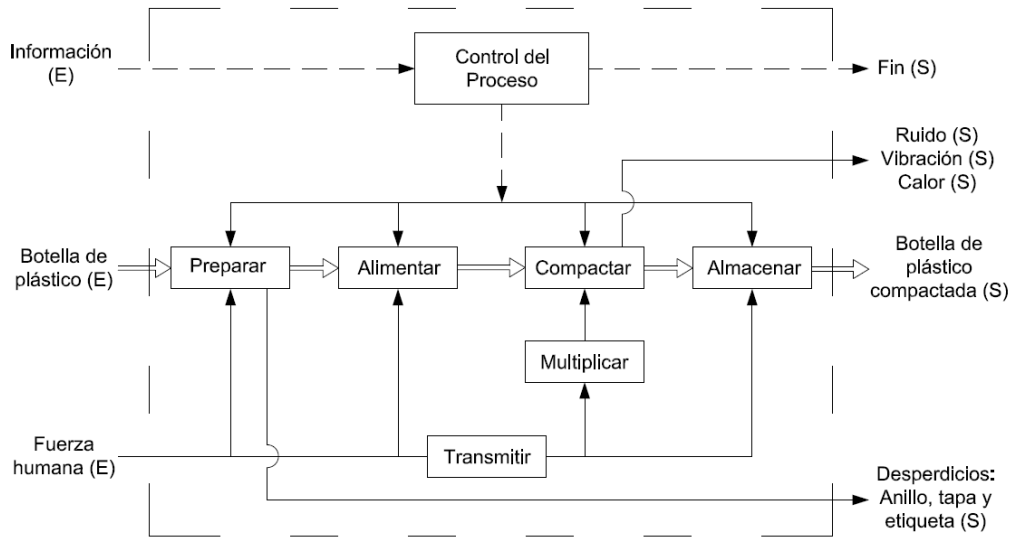 Información
(E)
Control del
Proceso
Fin (S)
Ruido (S)
Vibración (S)
Calor (S)
Botella de
plástico (E)
Preparar
Alimentar
Compactar
Almacenar
Botella de
plástico
compactada (S)
Multiplicar
Fuerza
humana (E)
Transmitir
Desperdicios:
Anillo, tapa y
etiqueta (S)